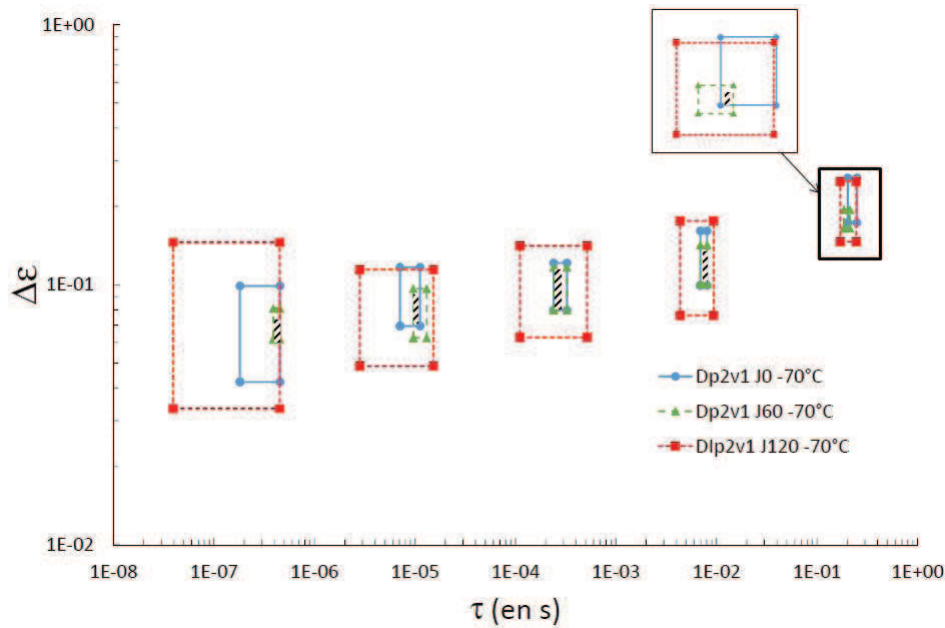 1E+00
1E-01
1E-02
Δε
Dp2v1 J0 -70°C
Dp2v1 J60 -70°C
Dlp2v1 J120 -70°C
1E-08 1E-07 1E-06 1E-05 1E-04 1E-03 1E-02 1E-01 1E+00
τ (en s)